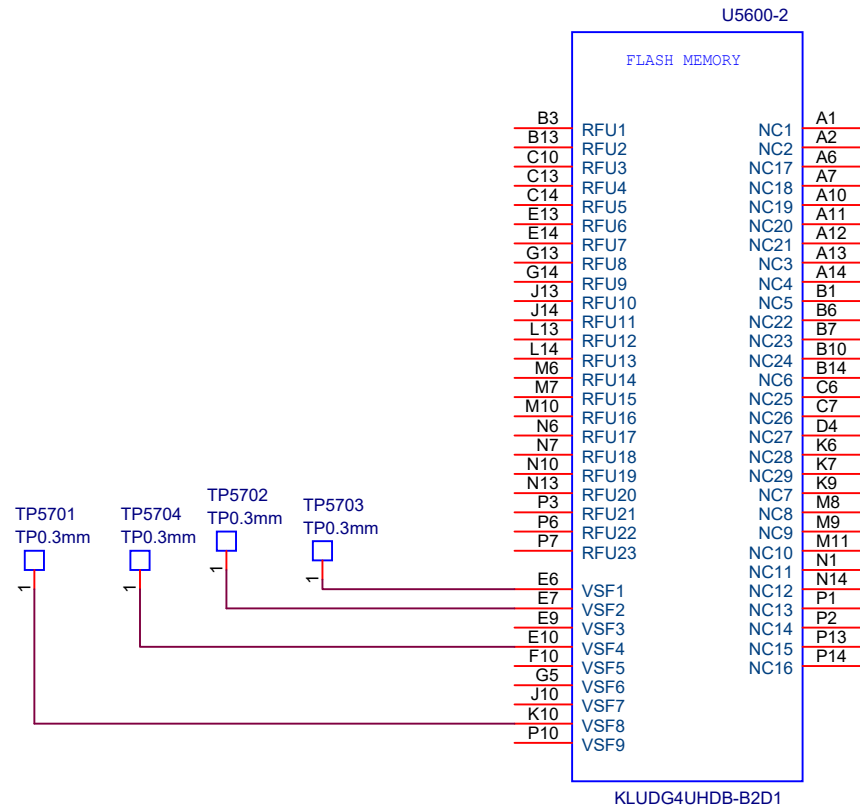 U5600-2
FLASH MEMORY
B3 RFU1 NC1 A1
B13 RFU2 NC2 A2
C10 RFU3 NC17 A6
C13 RFU4 NC18 A7
C14 RFU5 NC19 A10
E13 RFU6 NC20 A11
E14 RFU7 NC21 A12
G13 RFU8 NC3 A13
G14 RFU9 NC4 A14
J13 RFU10 NC5 B1
J14 RFU11 NC22 B6
L13 RFU12 NC23 B7
L14 RFU13 NC24 B10
M6 RFU14 NC6 B14
M7 RFU15 NC25 C6
M10 RFU16 NC26 C7
N6 RFU17 NC27 D4
N7 RFU18 NC28 K6
N10 RFU19 NC29 K7
N13 RFU20 NC7 K9
P3 RFU21 NC8 M8
P6 RFU22 NC9 M9
P7 RFU23 NC10 M11
NC11 N1
E6 VSF1 NC12 N14
E7 VSF2 NC13 P1
E9 VSF3 NC14 P2
E10 VSF4 NC15 P13
F10 VSF5 NC16 P14
G5 VSF6
J10 VSF7
K10 VSF8
P10 VSF9
TP5701
TP0.3mm
1
TP5704
TP0.3mm
1
TP5702
TP0.3mm
1
TP5703
TP0.3mm
1
KLUDG4UHDB-B2D1